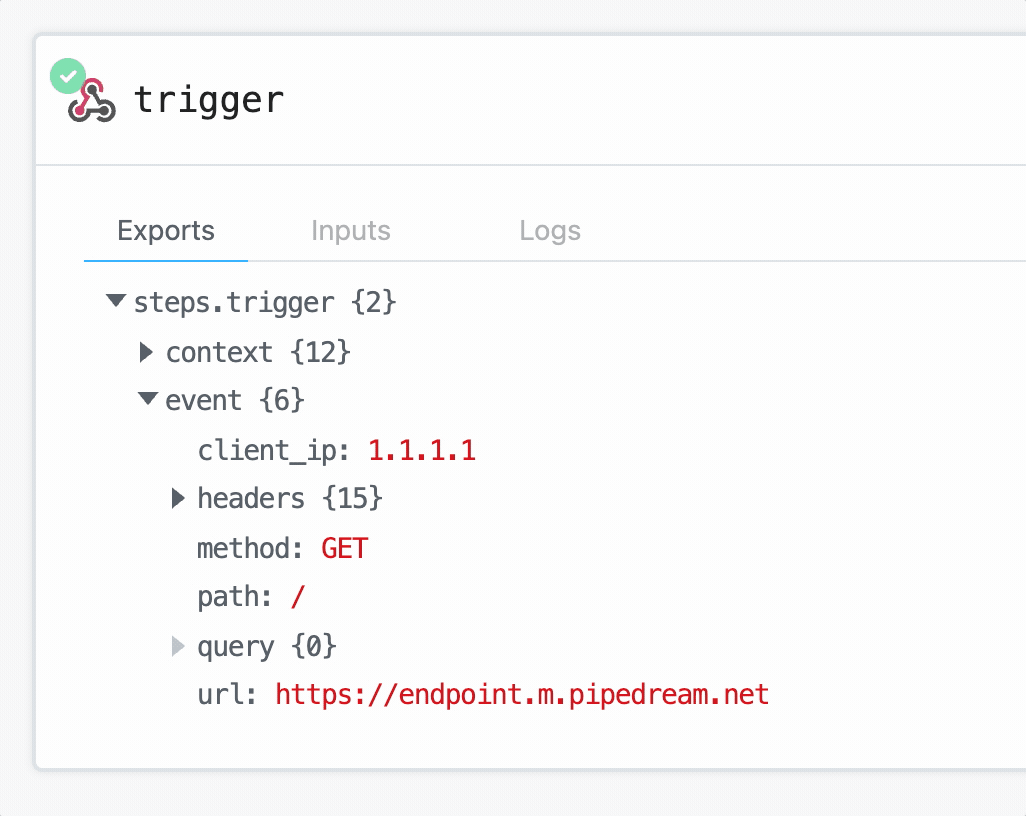 trigger
Exports Inputs Logs
steps.trigger {2}
context {12}
event {6}
client_ip: 1.1.1.1
headers {15}
method: GET
path: /
query {0}
url: https://endpoint.m.pipedream.net